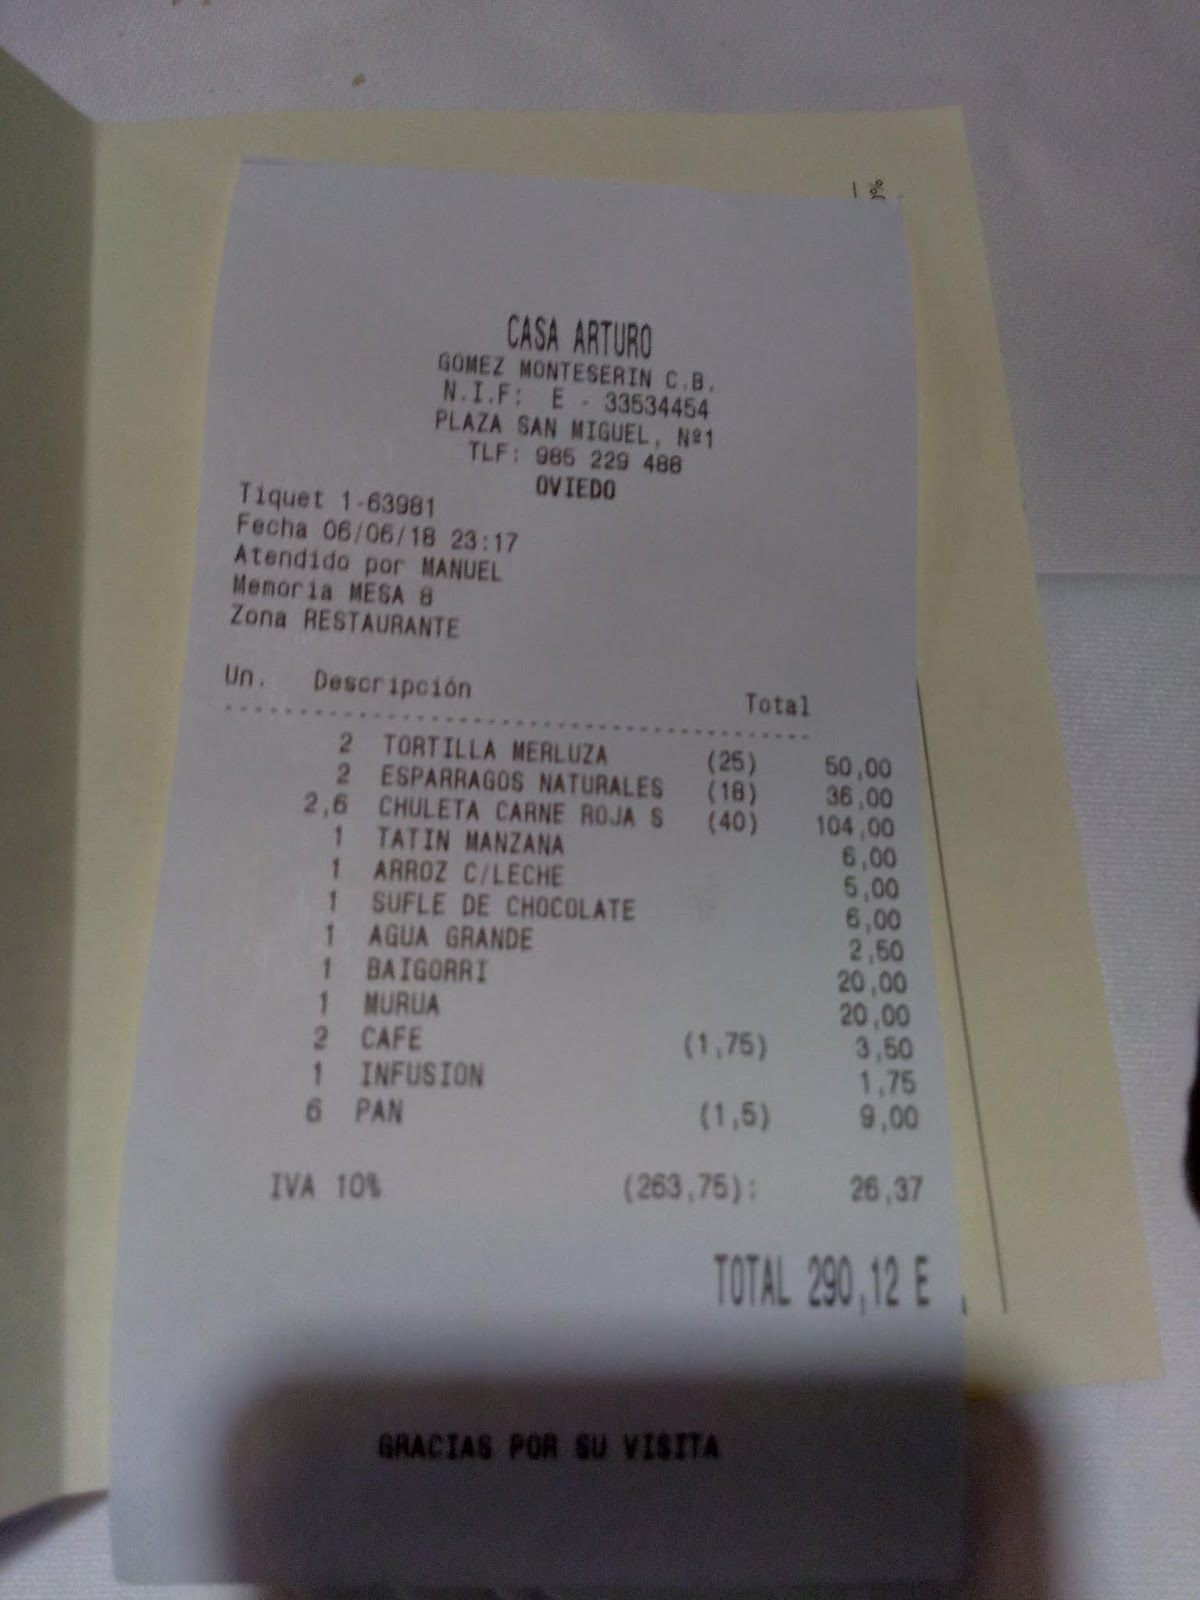 0%
CASA ARTURO
GOMEZ MONTESERIN C.B.
N.I.F: E - 33534454
PLAZA SAN MIGUEL, Nº1
TLF: 985 229 488
OVIEDO
Tiquet 1-63981
Fecha 06/06/18 23:17
Atendido por MANUEL
Memoria MESA 8
Zona RESTAURANTE
Un. Descripción Total
2 TORTILLA MERLUZA (25) 50,00
2 ESPARRAGOS NATURALES (18) 36,00
2,6 CHULETA CARNE ROJA S (40) 104,00
1 TATIN MANZANA 6,00
1 ARROZ C/LECHE 5,00
1 SUFLE DE CHOCOLATE 6,00
1 AGUA GRANDE 2,50
1 BAIGORRI 20,00
1 MURUA 20,00
2 CAFE (1,75) 3,50
1 INFUSION 1,75
6 PAN (1,5) 9,00
IVA 10% (263,75): 26,37
TOTAL 290,12 E
GRACIAS POR SU VISITA